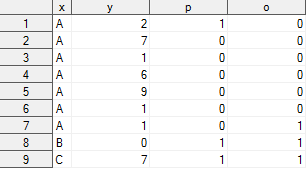 x y p o
1 A 2 1 0
2 A 7 0 0
3 A 1 0 0
4 A 6 0 0
5 A 9 0 0
6 A 1 0 0
7 A 1 0 1
8 B 0 1 1
9 C 7 1 1